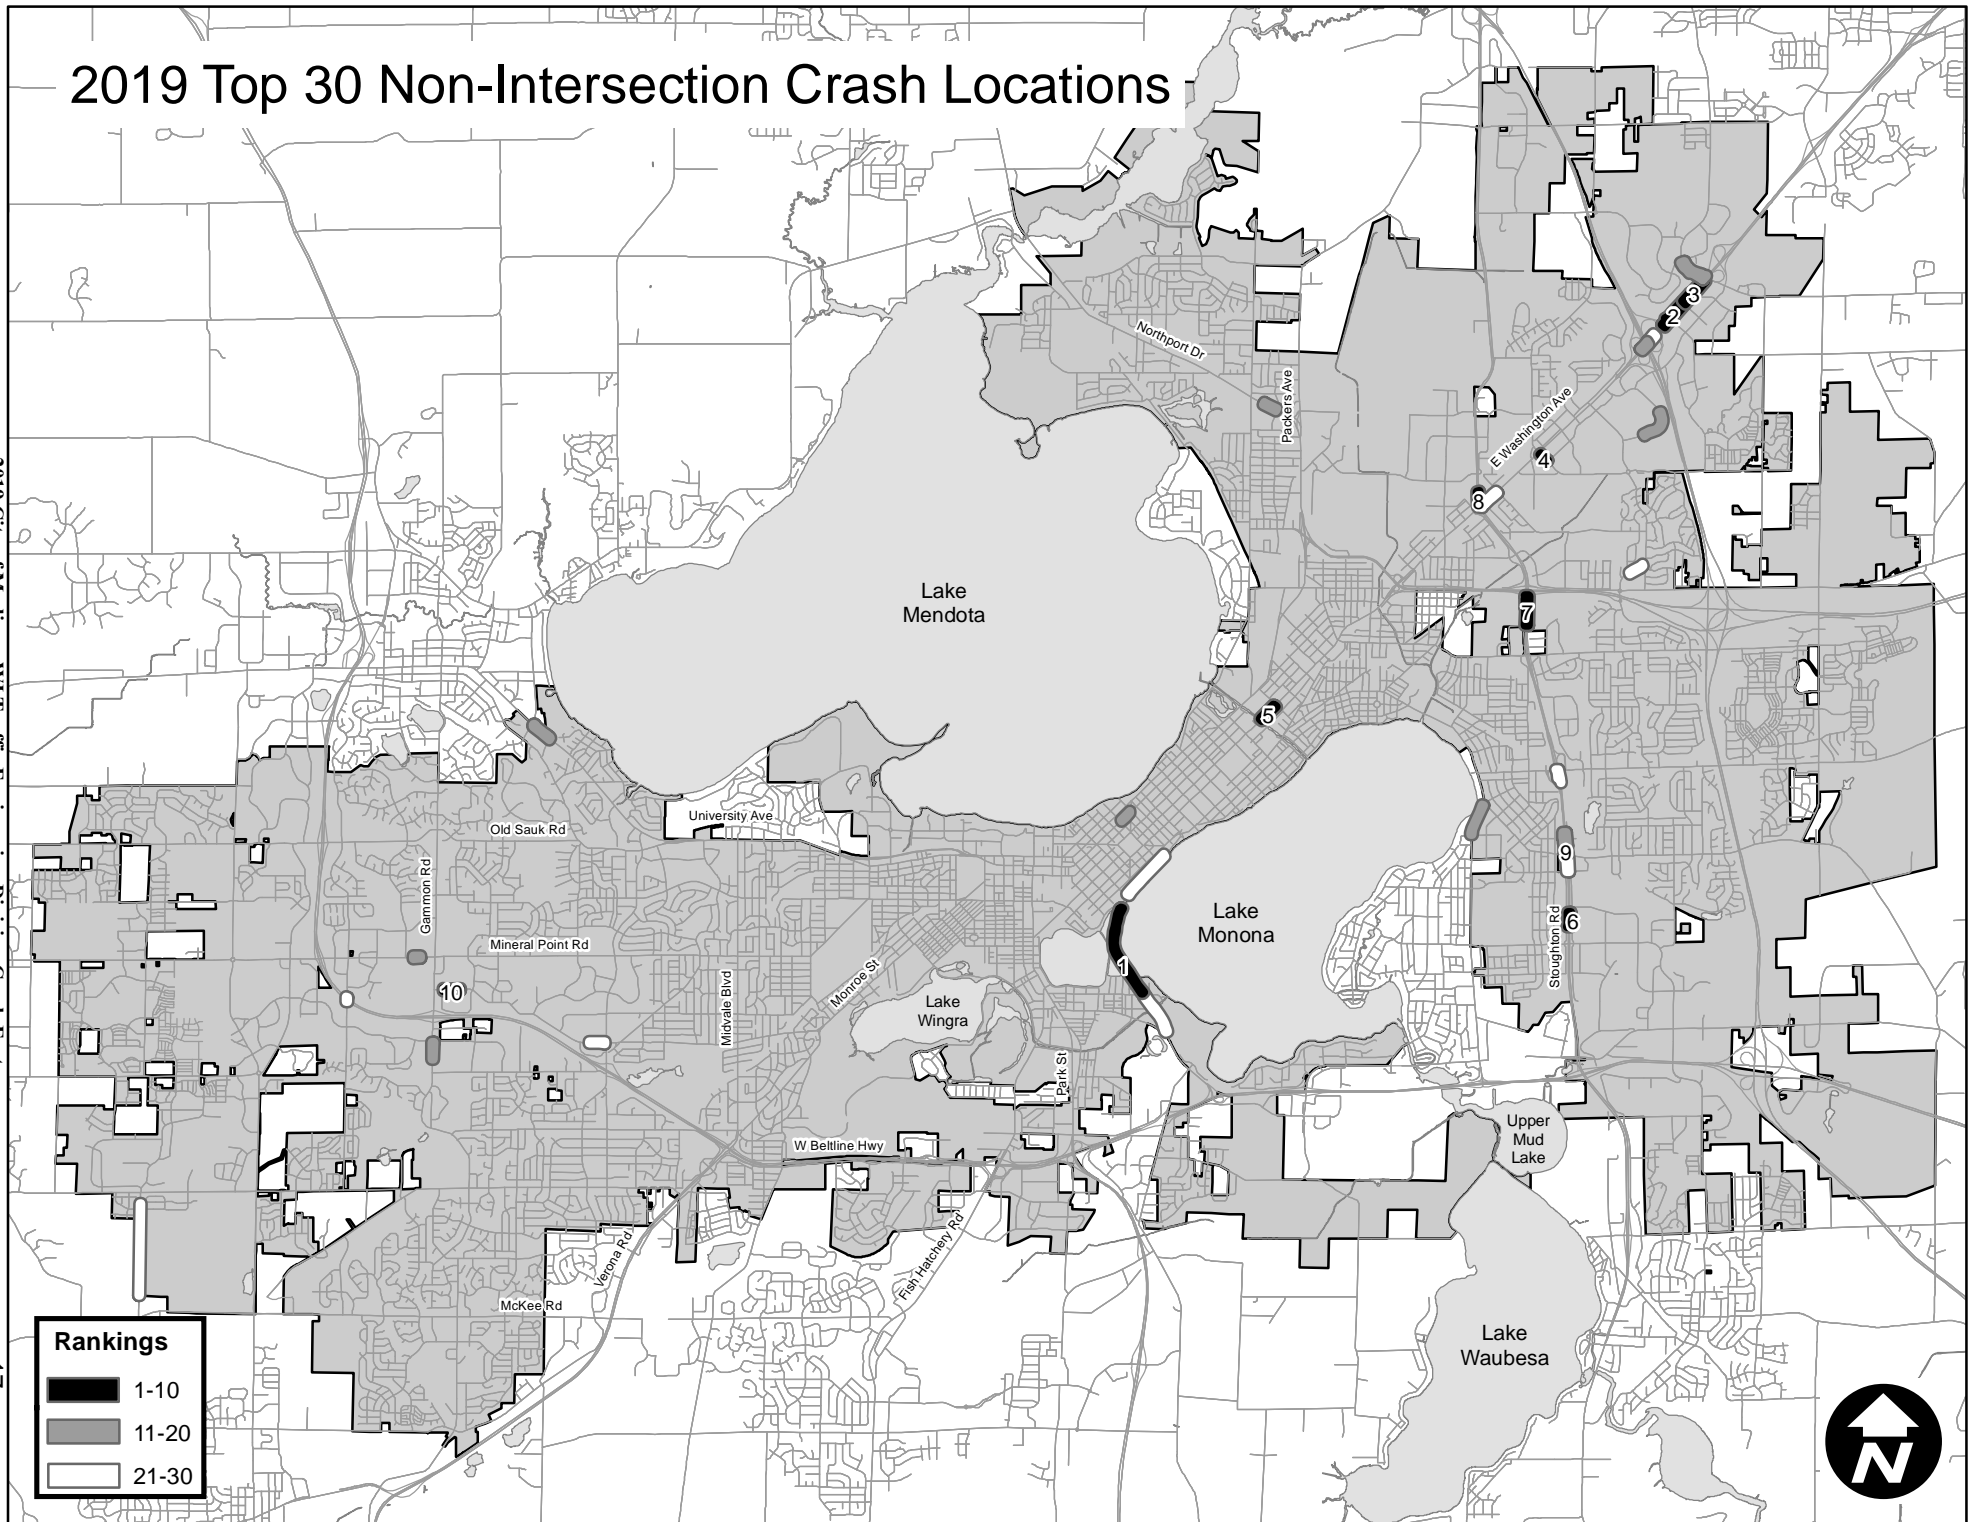 2019 Top 30 Non-Intersection Crash Locations
3
2
Northport Dr
Packers Ave
E Washington Ave
4
8
Lake
Mendota
7
5
University Ave
Old Sauk Rd
Gammon Rd
9
Lake
Monona
6
Stoughton Rd
Mineral Point Rd
1
10
Monroe St
Midvale Blvd
Lake
Wingra
Park St
W Beltline Hwy
Upper
Mud
Lake
Verona Rd
Fish Hatchery Rd
McKee Rd
Lake
Waubesa
Rankings
1-10
11-20
21-30
N